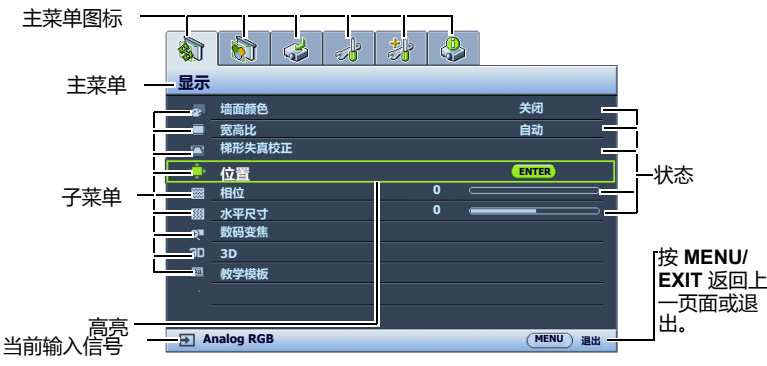 主菜单图标
主菜单
显示
墙面颜色 关闭
宽高比 自动
梯形失真校正
位置 ENTER
状态
子菜单
相位 0
水平尺寸 0
数码变焦
3D 3D
教学模板
按 MENU/
EXIT 返回上
一页面或退
出。
高亮
当前输入信号
Analog RGB
MENU 退出